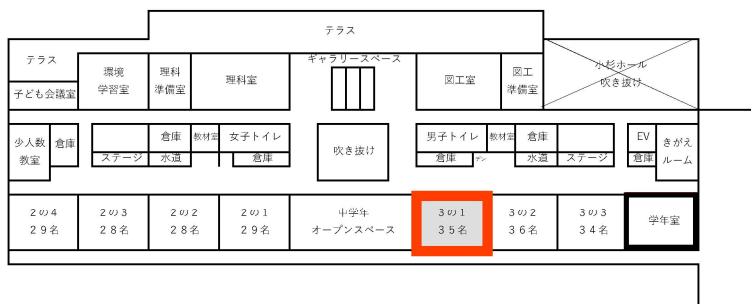 テラス
テラス
子ども会議室
環境
学習室
理科
準備室
理科室
ギャラリースペース
図工室
図工
準備室
小杉ホール
吹き抜け
少人数
教室
倉庫
ステージ
倉庫
水道
教材室
女子トイレ
倉庫
吹き抜け
男子トイレ
倉庫
教材室
デン
倉庫
水道
ステージ
EV
倉庫
きがえ
ルーム
2の4
29名
2の3
28名
2の2
28名
2の1
29名
中学年
オープンスペース
3の1
35名
3の2
36名
3の3
34名
学年室